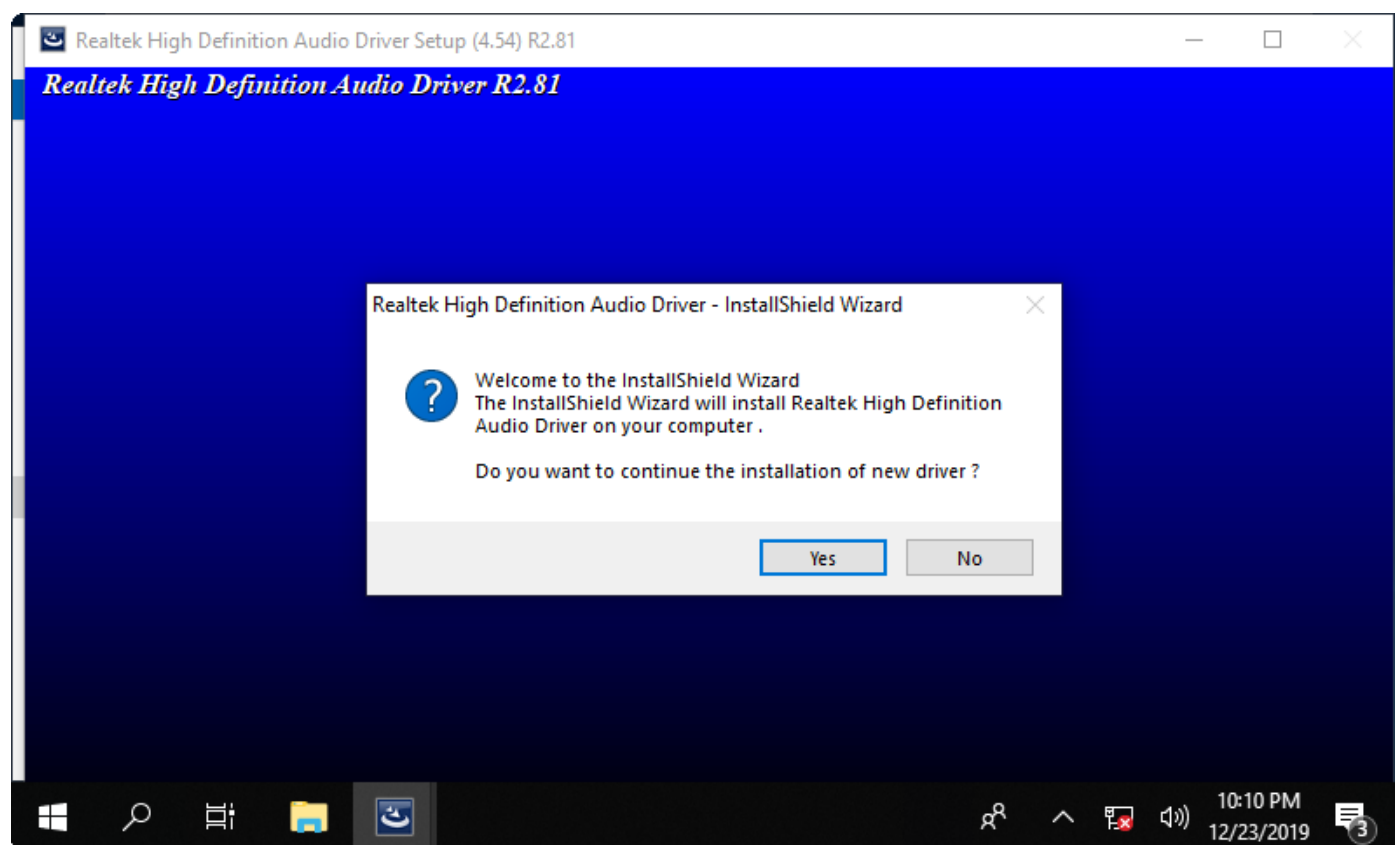 Realtek High Definition Audio Driver Setup (4.54) R2.81
Realtek High Definition Audio Driver R2.81
Realtek High Definition Audio Driver - InstallShield Wizard
Welcome to the InstallShield Wizard
The InstallShield Wizard will install Realtek High Definition
Audio Driver on your computer .
Do you want to continue the installation of new driver ?
Yes
No
10:10 PM
12/23/2019
3